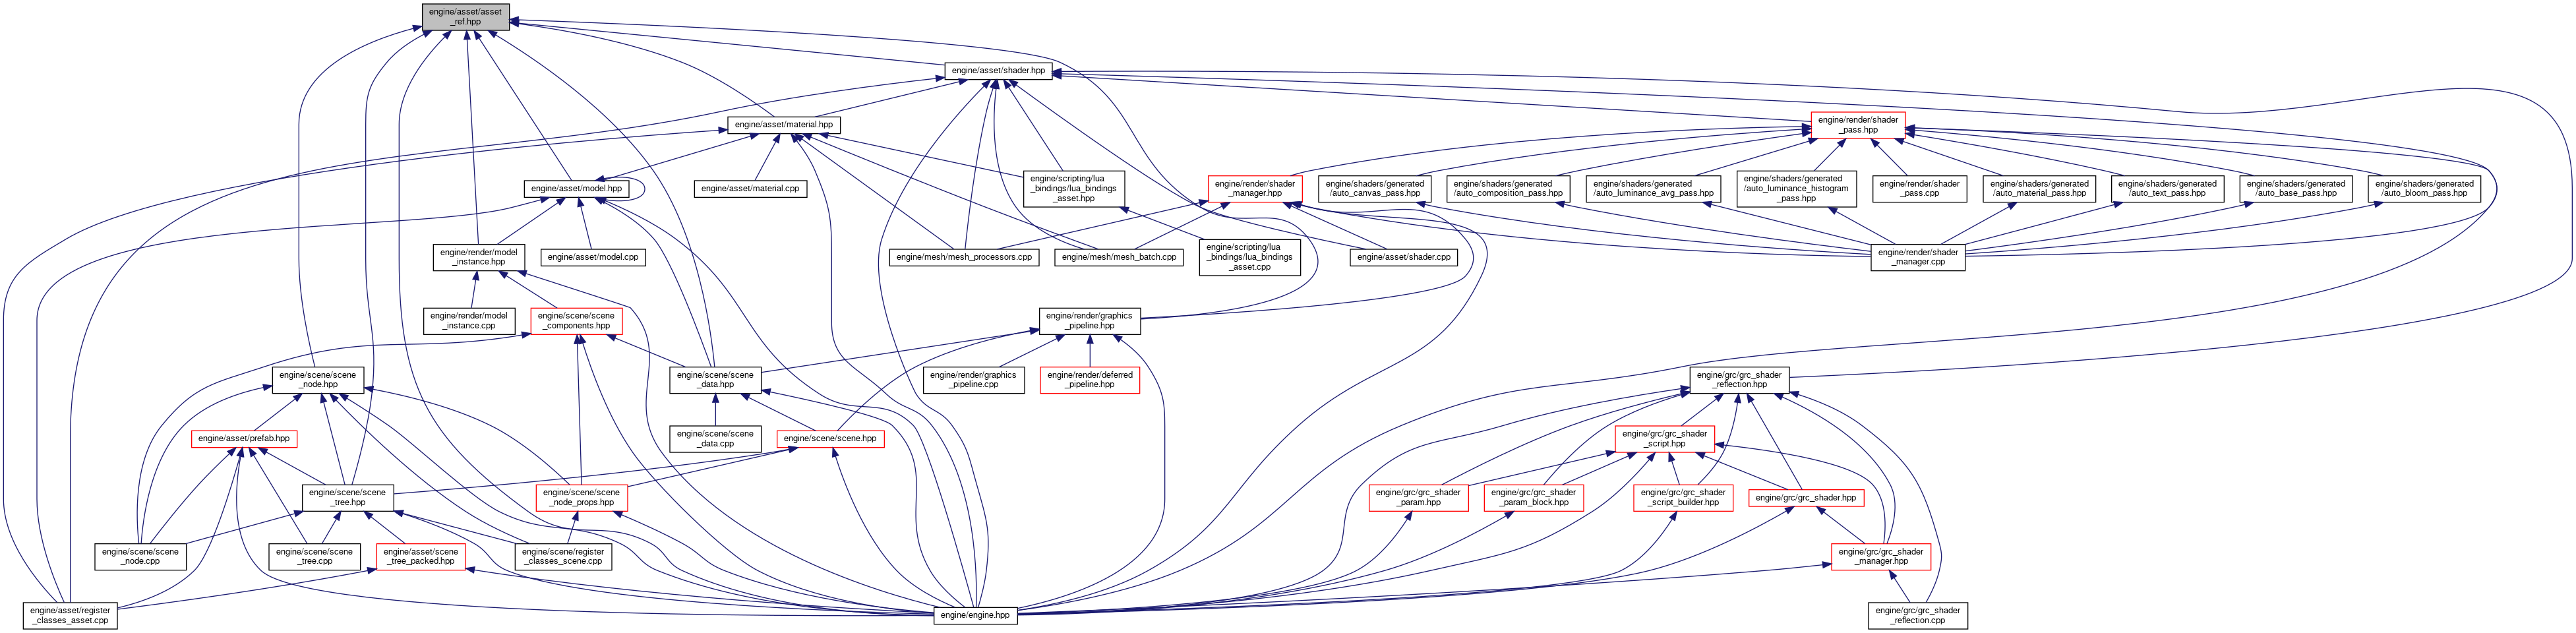 engine/asset/asset
_ref.hpp
engine/asset/shader.hpp
engine/asset/material.hpp
engine/render/shader
_pass.hpp
engine/asset/model.hpp
engine/asset/material.cpp
engine/scripting/lua
_bindings/lua_bindings
_asset.hpp
engine/render/shader
_manager.hpp
engine/shaders/generated
/auto_canvas_pass.hpp
engine/shaders/generated
/auto_composition_pass.hpp
engine/shaders/generated
/auto_luminance_avg_pass.hpp
engine/shaders/generated
/auto_luminance_histogram
_pass.hpp
engine/render/shader
_pass.cpp
engine/shaders/generated
/auto_material_pass.hpp
engine/shaders/generated
/auto_text_pass.hpp
engine/shaders/generated
/auto_base_pass.hpp
engine/shaders/generated
/auto_bloom_pass.hpp
engine/render/model
_instance.hpp
engine/asset/model.cpp
engine/mesh/mesh_processors.cpp
engine/mesh/mesh_batch.cpp
engine/scripting/lua
_bindings/lua_bindings
_asset.cpp
engine/asset/shader.cpp
engine/render/shader
_manager.cpp
engine/render/model
_instance.cpp
engine/scene/scene
_components.hpp
engine/render/graphics
_pipeline.hpp
engine/scene/scene
_node.hpp
engine/scene/scene
_data.hpp
engine/render/graphics
_pipeline.cpp
engine/render/deferred
_pipeline.hpp
engine/grc/grc_shader
_reflection.hpp
engine/asset/prefab.hpp
engine/scene/scene
_data.cpp
engine/scene/scene.hpp
engine/grc/grc_shader
_script.hpp
engine/scene/scene
_tree.hpp
engine/scene/scene
_node_props.hpp
engine/grc/grc_shader
_param.hpp
engine/grc/grc_shader
_param_block.hpp
engine/grc/grc_shader
_script_builder.hpp
engine/grc/grc_shader.hpp
engine/scene/scene
_node.cpp
engine/scene/scene
_tree.cpp
engine/asset/scene
_tree_packed.hpp
engine/scene/register
_classes_scene.cpp
engine/grc/grc_shader
_manager.hpp
engine/asset/register
_classes_asset.cpp
engine/engine.hpp
engine/grc/grc_shader
_reflection.cpp